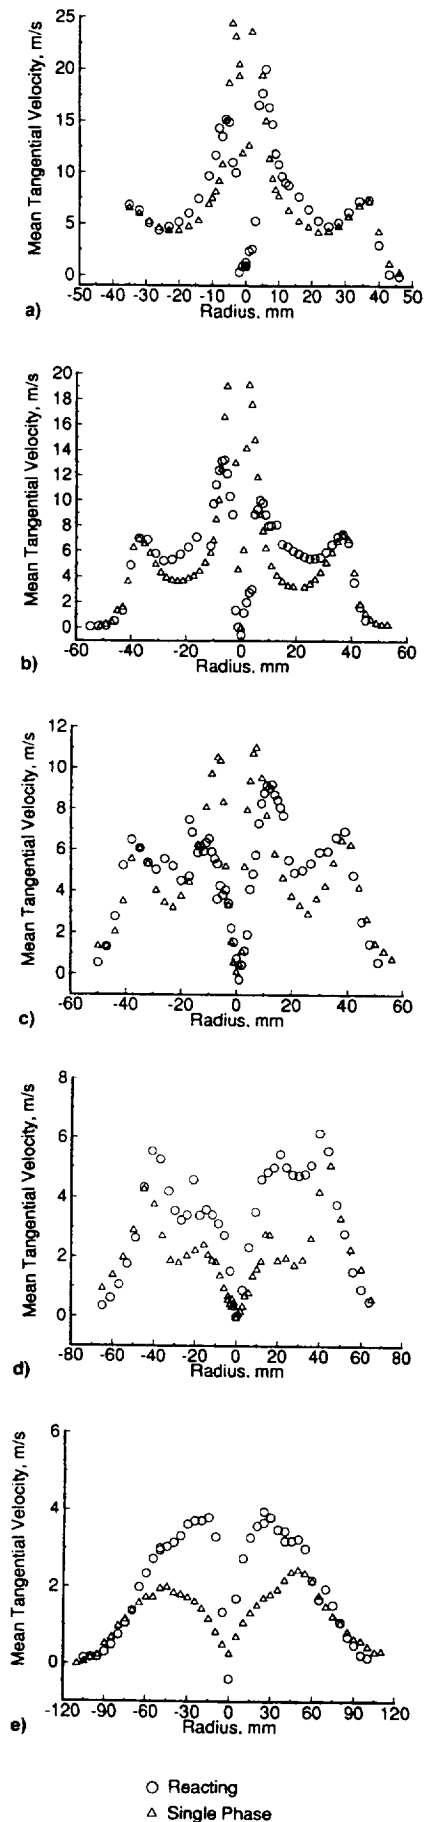 25
20
15
10
5
0
Mean Tangential Velocity, m/s
-50 -40 -30 -20 -10 0 10 20 30 40 50
Radius, mm
a)
20
18
16
14
12
10
8
6
4
2
0
Mean Tangential Velocity, m/s
-60 -40 -20 0 20 40 60
Radius, mm
b)
12
10
8
6
4
2
0
Mean Tangential Velocity, m/s
-60 -40 -20 0 20 40 60
Radius, mm
c)
8
6
4
2
0
Mean Tangential Velocity, m/s
-80 -60 -40 -20 0 20 40 60 80
Radius, mm
d)
6
4
2
0
Mean Tangential Velocity, m/s
-120 -90 -60 -30 0 30 60 90 120
Radius, mm
e)
Reacting
Single Phase